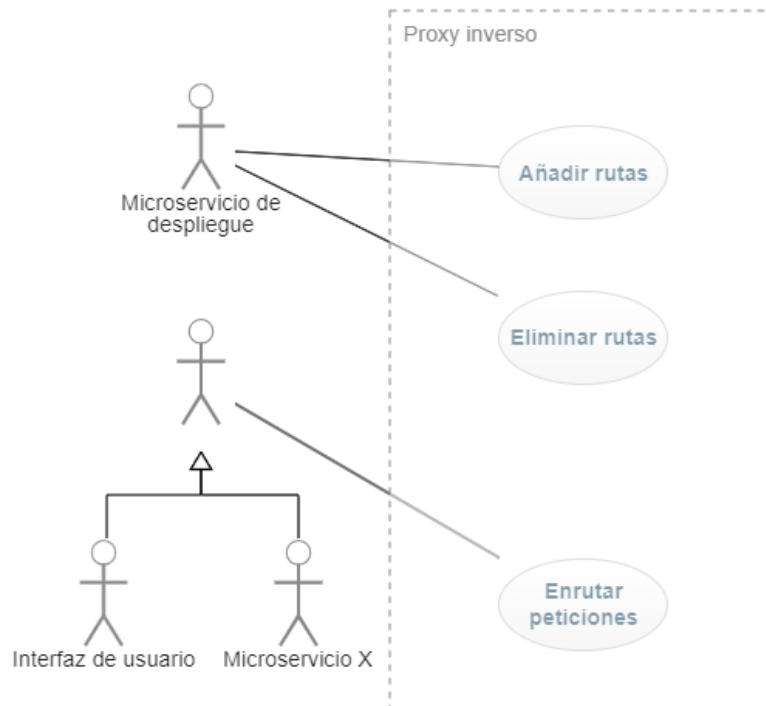 Proxy inverso
Añadir rutas
Microservicio de
despliegue
Eliminar rutas
Enrutar
peticiones
Interfaz de usuario
Microservicio X